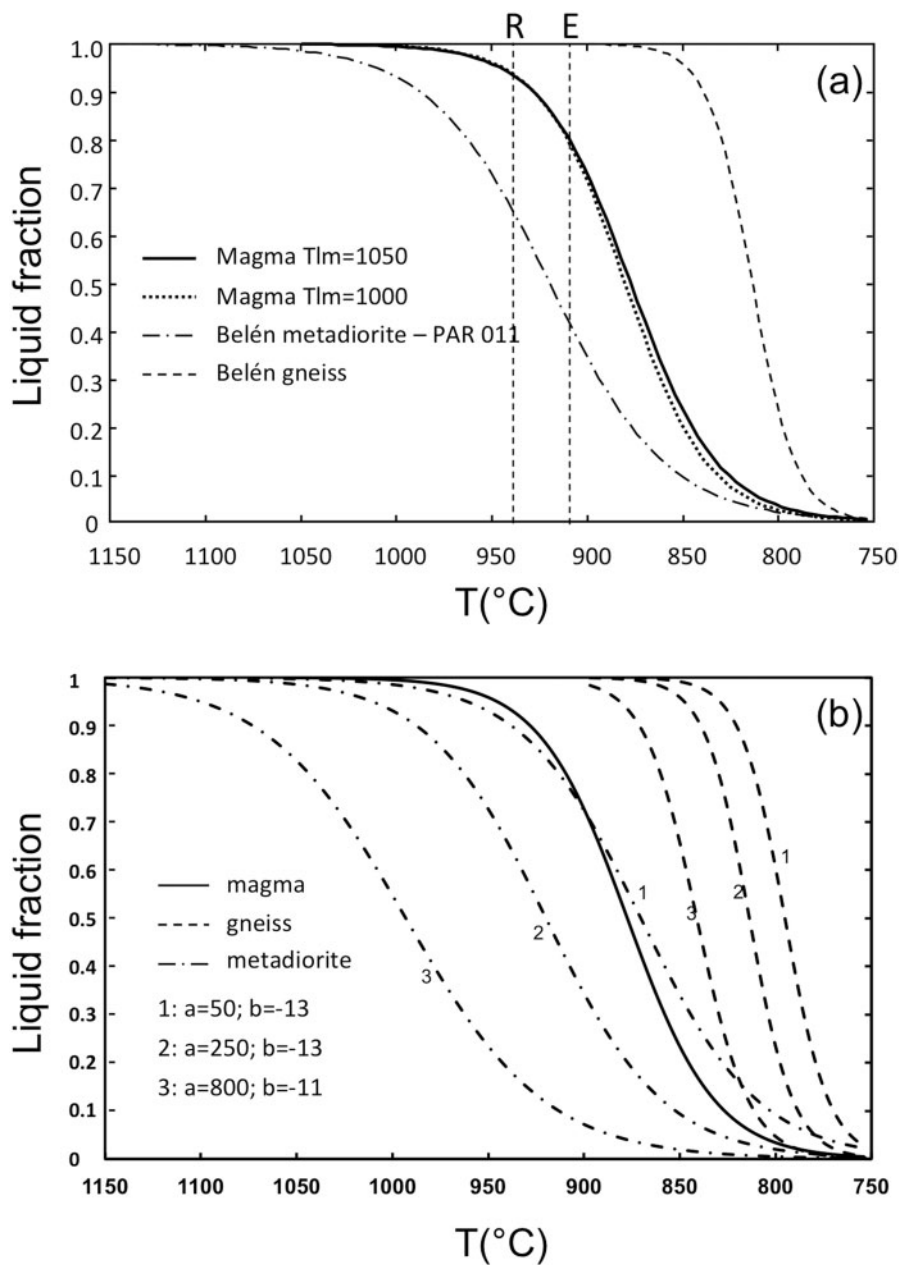 R E
(a)
1.0
0.9
0.8
0.7
0.6
0.5
0.4
0.3
0.2
0.1
0
Liquid fraction
Magma Tlm=1050
Magma Tlm=1000
Belén metadiorite – PAR 011
Belén gneiss
1150 1100 1050 1000 950 900 850 800 750
T(°C)
(b)
1
0.9
0.8
0.7
0.6
0.5
0.4
0.3
0.2
0.1
0
Liquid fraction
magma
gneiss
metadiorite
1: a=50; b=-13
2: a=250; b=-13
3: a=800; b=-11
3 2 1 3 2 1
1150 1100 1050 1000 950 900 850 800 750
T(°C)